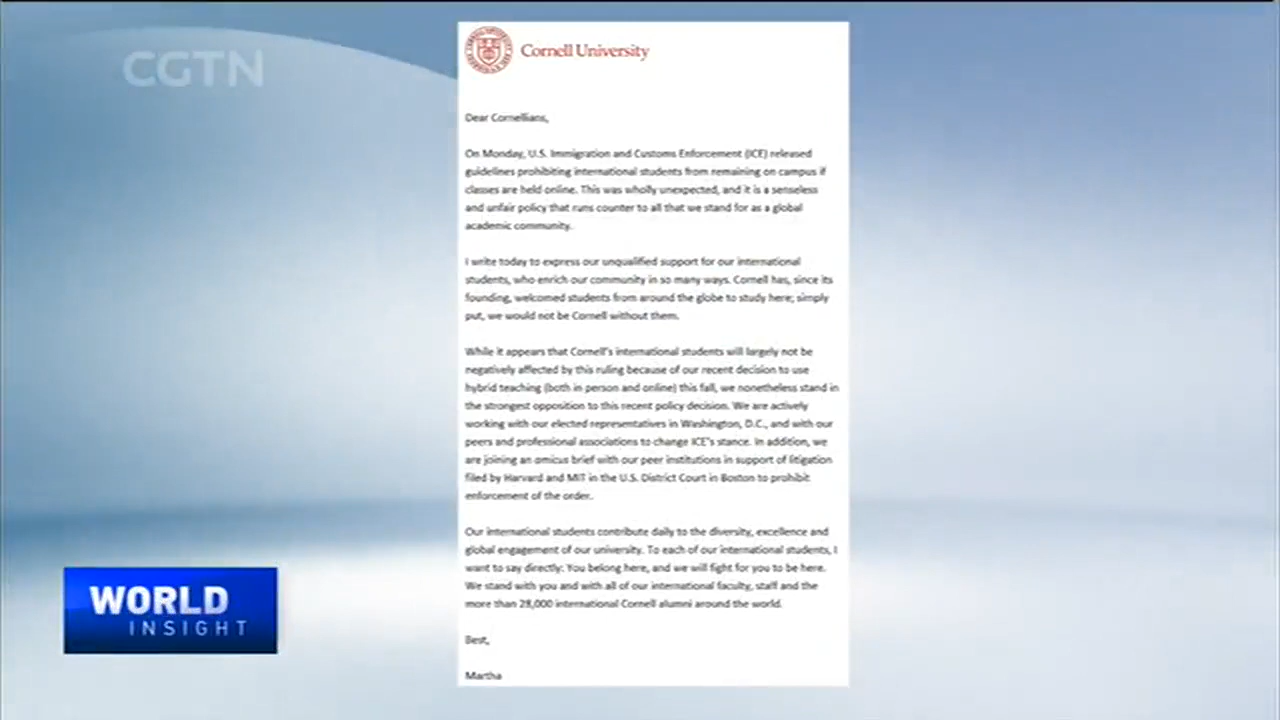 CGTN
Cornell University
Dear Cornellians,
On Monday, U.S. Immigration and Customs Enforcement (ICE) released
guidelines prohibiting international students from remaining on campus if
classes are held online. This was wholly unexpected, and it is a senseless
and unfair policy that runs counter to all that we stand for as a global
academic community.
I write today to express our unqualified support for our international
students, who enrich our community in so many ways. Cornell has, since its
founding, welcomed students from around the globe to study here; simply
put, we would not be Cornell without them.
While it appears that Cornell's international students will largely not be
negatively affected by this ruling because of our recent decision to use
hybrid teaching (both in person and online) this fall, we nonetheless stand in
the strongest opposition to this recent policy decision. We are actively
working with our elected representatives in Washington, D.C., and with our
peers and professional associations to change ICE's stance. In addition, we
are joining an amicus brief with our peer institutions in support of litigation
filed by Harvard and MIT in the U.S. District Court in Boston to prohibit
enforcement of the order.
Our international students contribute daily to the diversity, excellence and
global engagement of our university. To each of our international students, I
want to say directly: You belong here, and we will fight for you to be here.
We stand with you and with all of our international faculty, staff and the
more than 28,000 international Cornell alumni around the world.
Best,
Martha
WORLD
INSIGHT